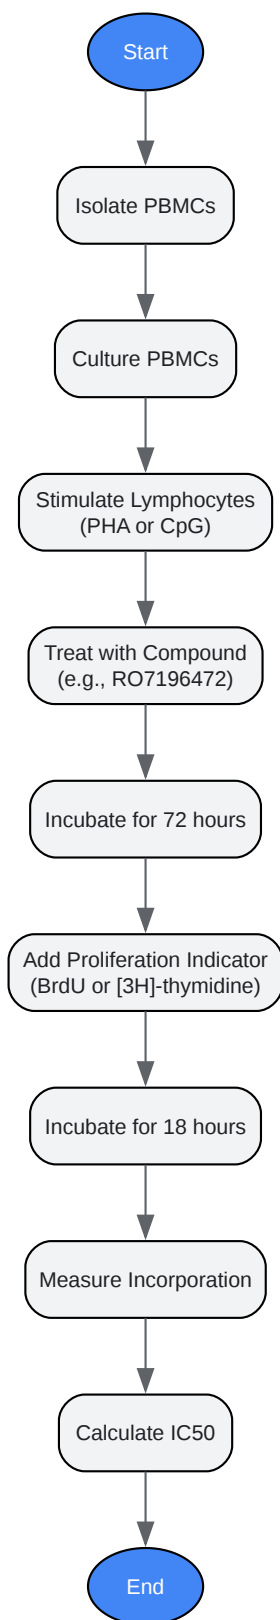 Start
Isolate PBMCs
Culture PBMCs
Stimulate Lymphocytes
(PHA or CpG)
Treat with Compound
(e.g., RO7196472)
Incubate for 72 hours
Add Proliferation Indicator
(BrdU or [3H]-thymidine)
Incubate for 18 hours
Measure Incorporation
Calculate IC50
End